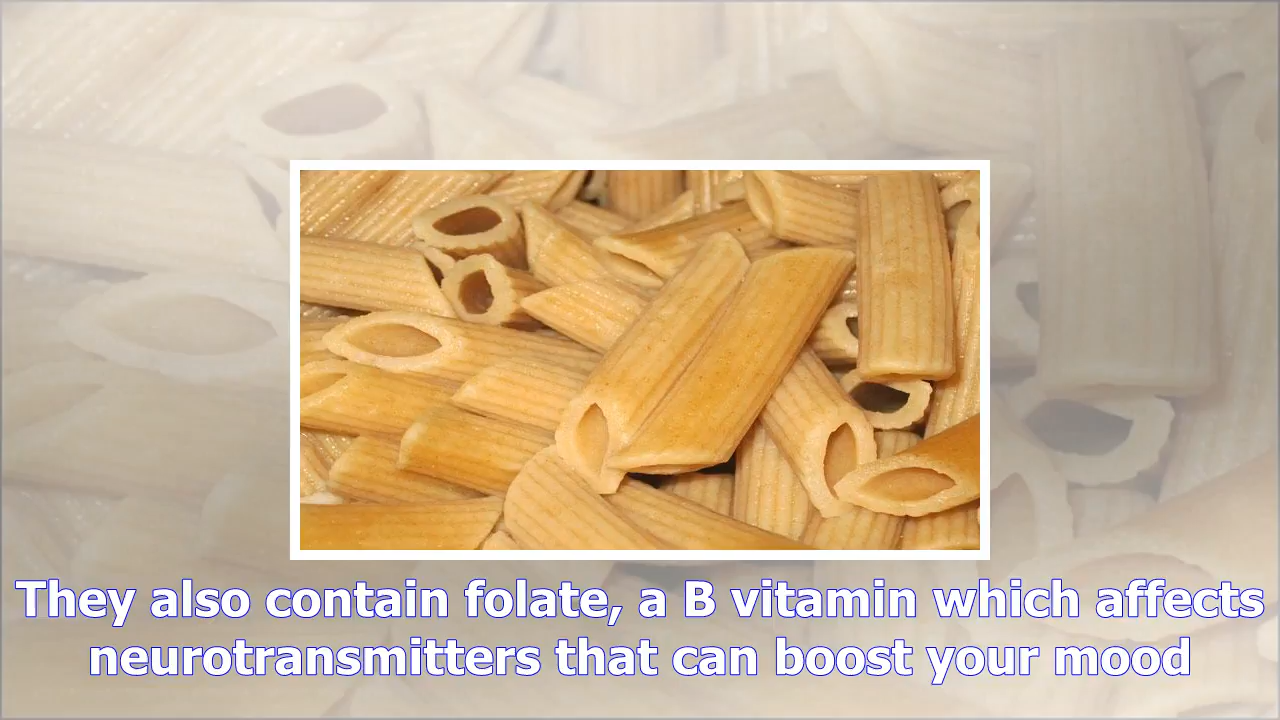 They also contain folate, a B vitamin which affects
neurotransmitters that can boost your mood